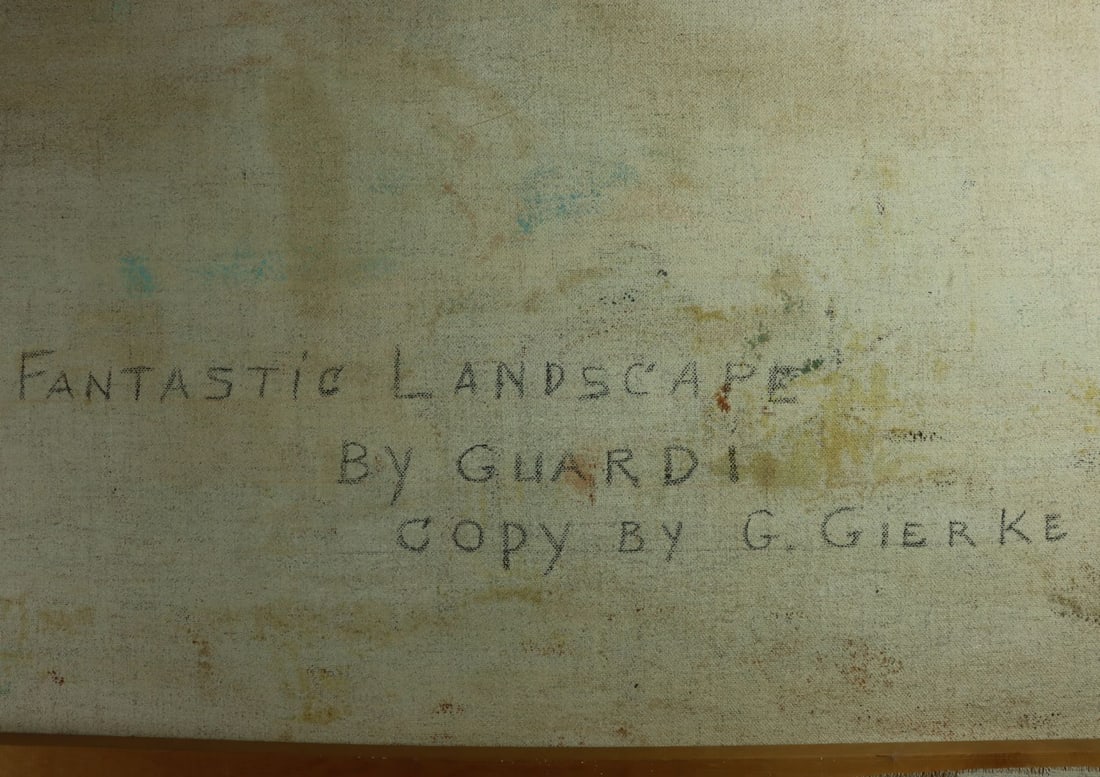 FANTASTIC LANDSCAPE
BY GUARDI
COPY BY G. GIERKE